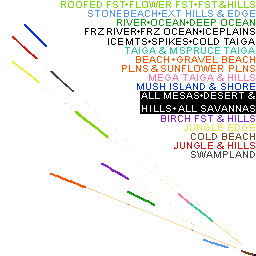 ROOFED FST•FLOWER FST•FST&HILLS
STONEBEACH•EXT HILLS & EDGE
RIVER•OCEAN•DEEP OCEAN
FRZ RIVER•FRZ OCEAN•ICEPLAINS
ICE MTS•SPIKES•COLD TAIGA
TAIGA & MSPRUCE TAIGA
BEACH•GRAVEL BEACH
PLNS & SUNFLOWER PLNS
MEGA TAIGA & HILLS
MUSH ISLAND & SHORE
ALL MESAS•DESERT &
HILLS•ALL SAVANNAS
BIRCH FST & HILLS
JUNGLE EDGE
COLD BEACH
JUNGLE & HILLS
SWAMPLAND